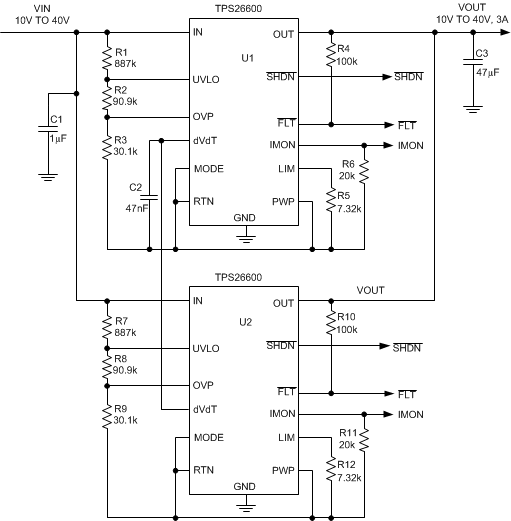 VIN
10V TO 40V
TPS26600
VOUT
10V TO 40V, 3A
IN
OUT
R1
887k
U1
R4
100k
C3
47µF
UVLO
SHDN
SHDN
R2
90.9k
C1
1µF
OVP
FLT
FLT
R3
30.1k
dVdT
IMON
IMON
R6
20k
MODE
LIM
C2
47nF
R5
7.32k
RTN
PWP
GND
TPS26600
IN
OUT
VOUT
R7
887k
U2
R10
100k
UVLO
SHDN
SHDN
R8
90.9k
OVP
FLT
FLT
R9
30.1k
dVdT
IMON
IMON
R11
20k
MODE
LIM
R12
7.32k
RTN
PWP
GND